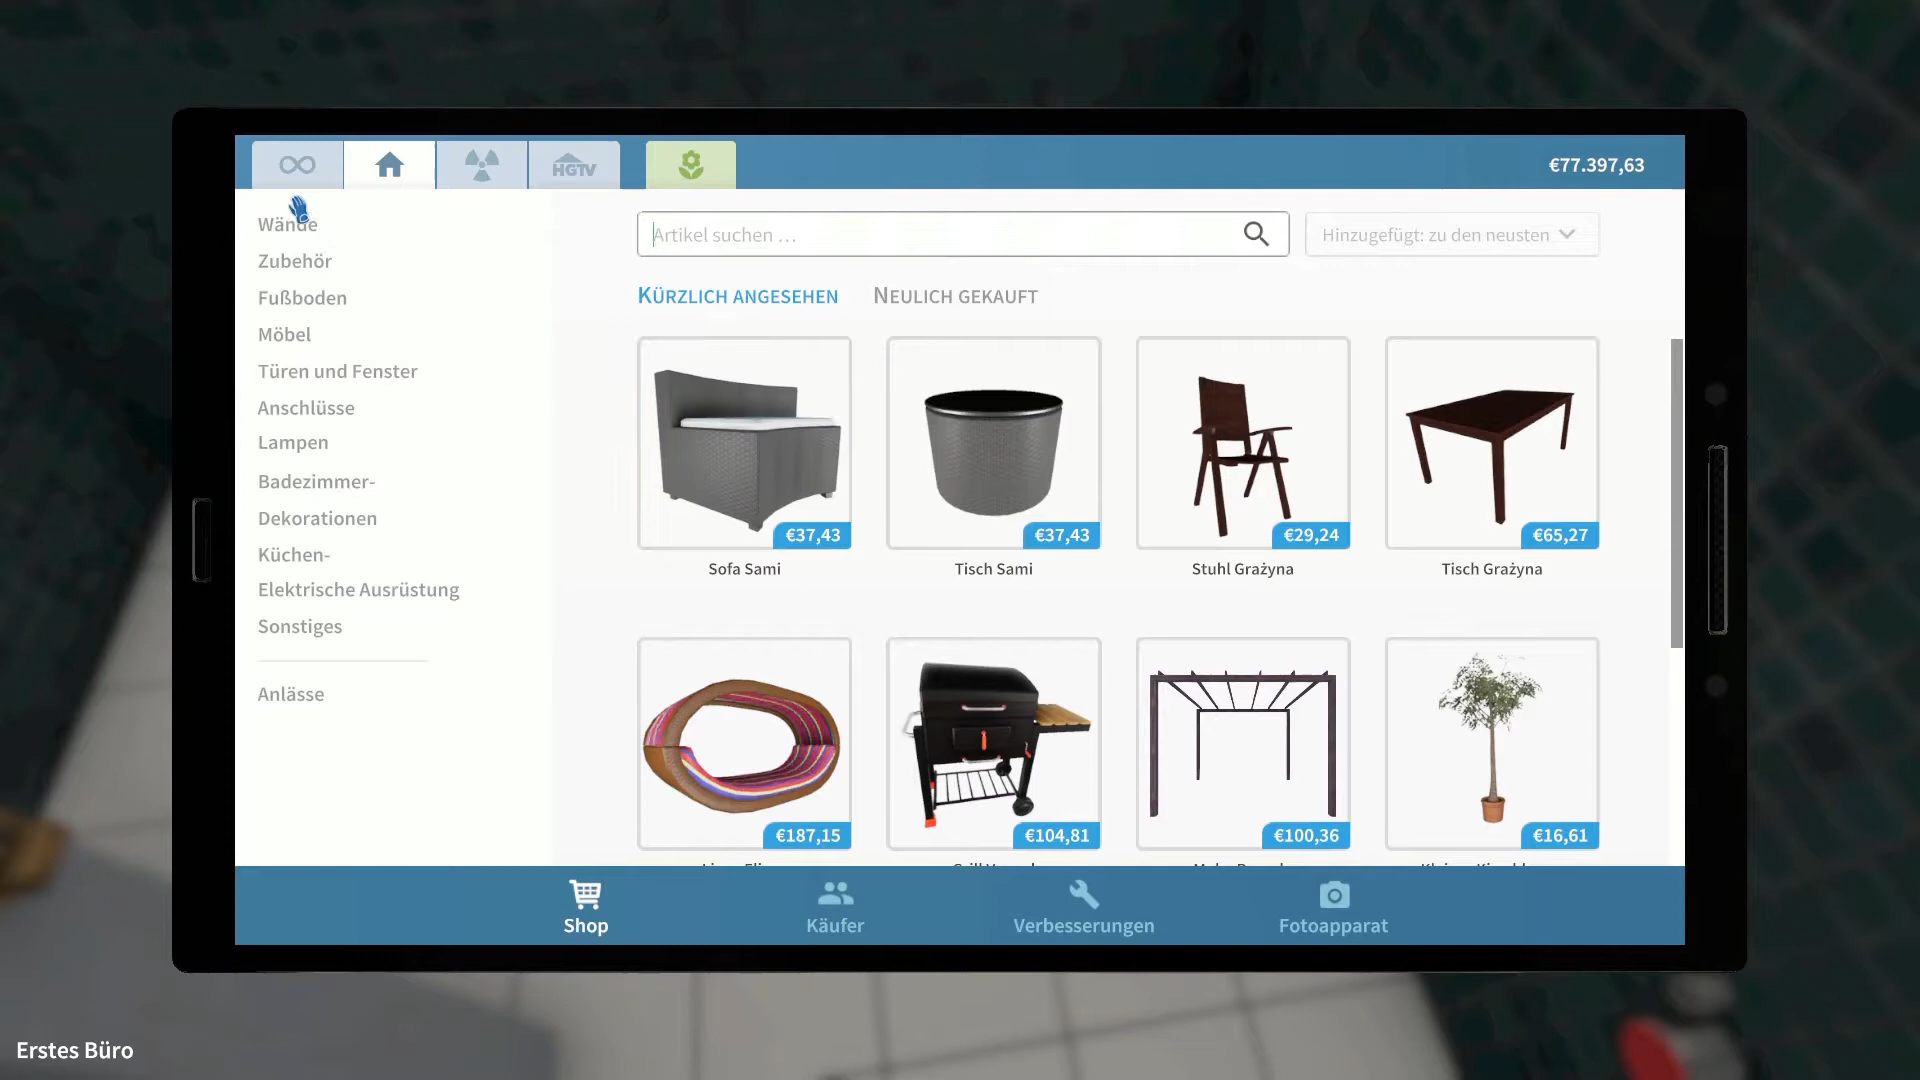 HGTV
€77.397,63
Wände
Zubehör
Fußboden
Möbel
Türen und Fenster
Anschlüsse
Lampen
Badezimmer-
Dekorationen
Küchen-
Elektrische Ausrüstung
Sonstiges
Anlässe
Artikel suchen ...
Hinzugefügt: zu den neusten
KÜRZLICH ANGESEHEN
NEULICH GEKAUFT
€37,43
€37,43
€29,24
€65,27
Sofa Sami
Tisch Sami
Stuhl Grażyna
Tisch Grażyna
€187,15
€104,81
€100,36
€16,61
Shop
Käufer
Verbesserungen
Fotoapparat
Erstes Büro